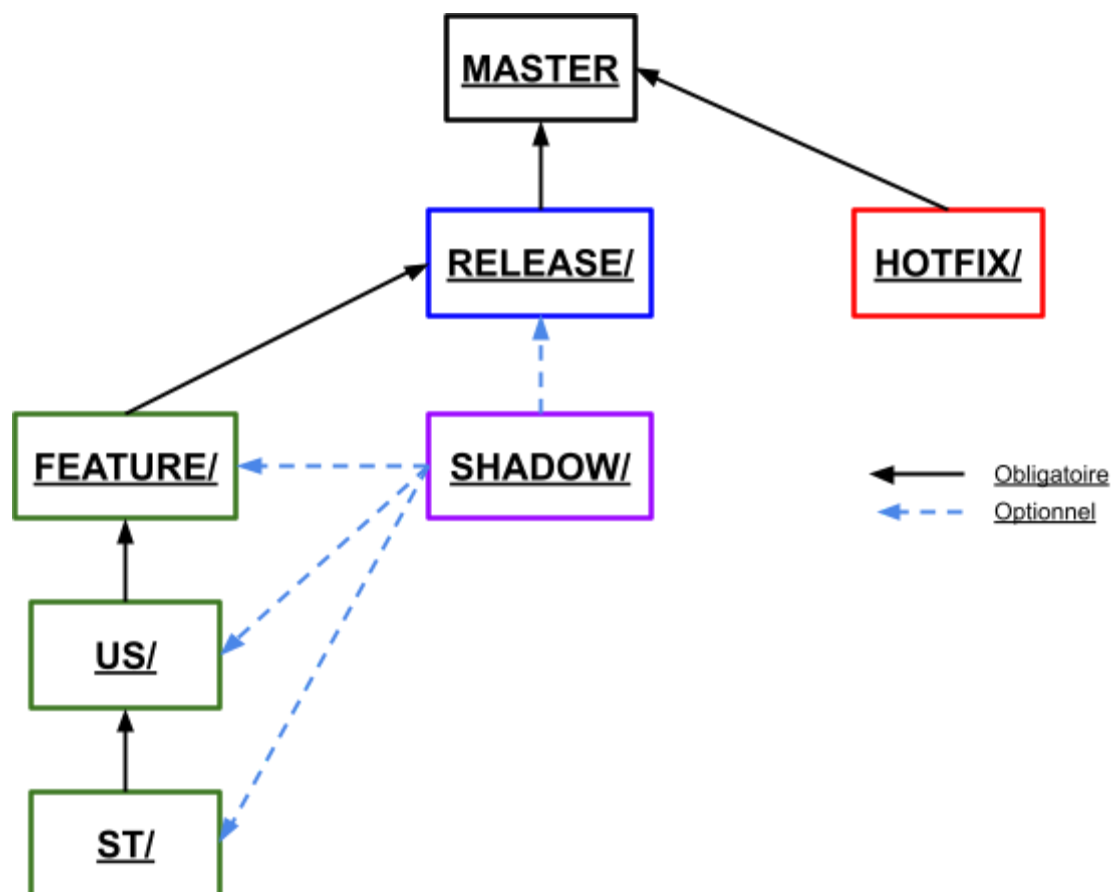 MASTER
RELEASE/
HOTFIX/
FEATURE/
SHADOW/
Obligatoire
Optionnel
US/
ST/